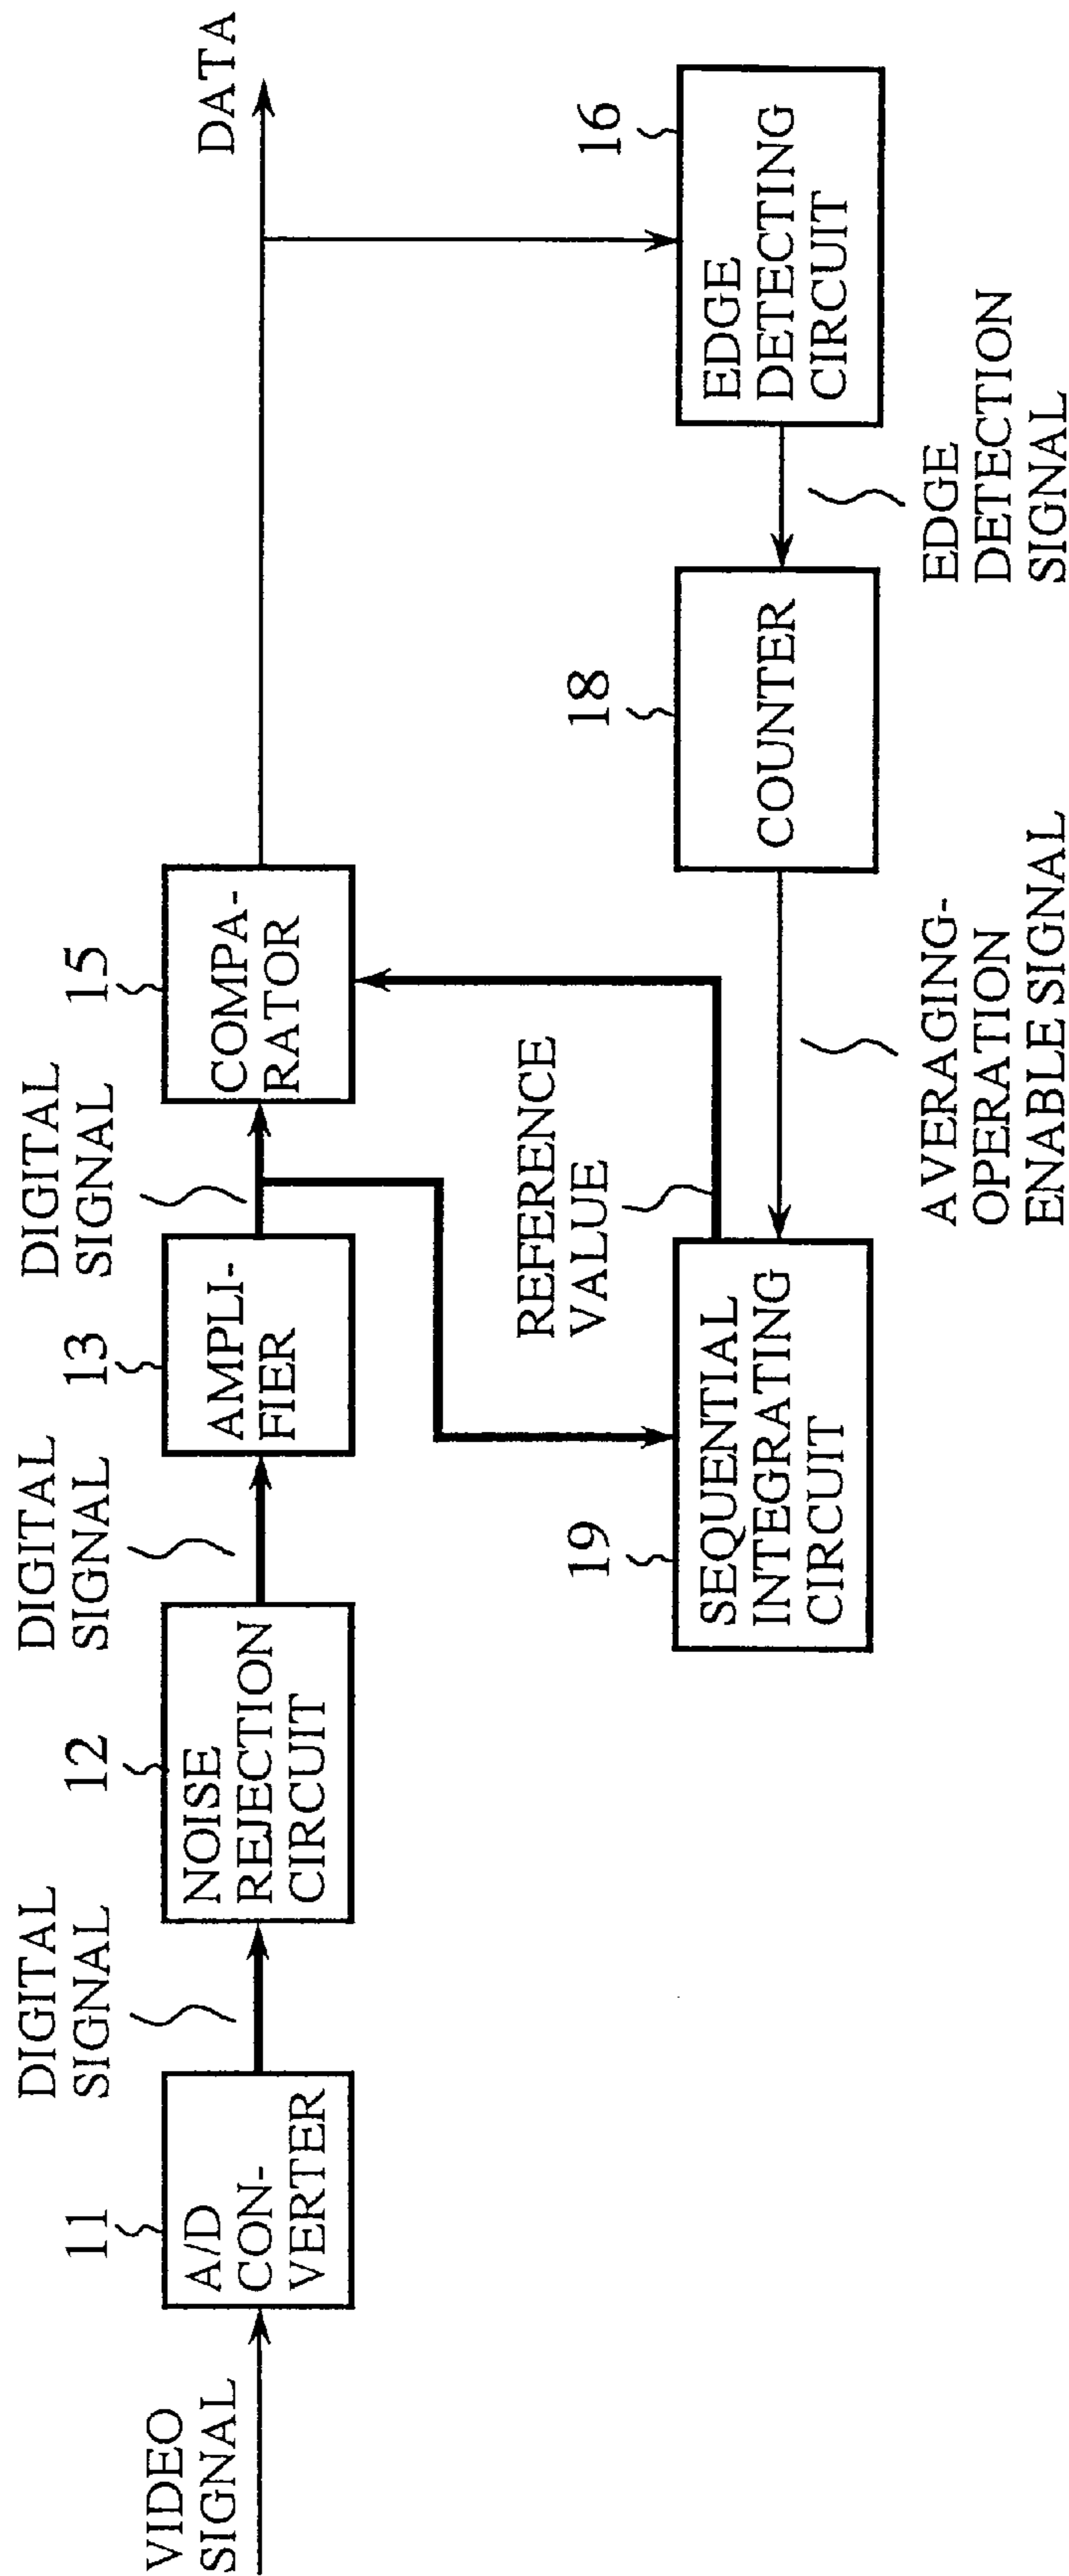 VIDEO
SIGNAL
11
A/D
CON-
VERTER
DIGITAL
SIGNAL
12
NOISE
REJECTION
CIRCUIT
DIGITAL
SIGNAL
13
AMPLI-
FIER
DIGITAL
SIGNAL
15
COMPA-
RATOR
DATA
19
SEQUENTIAL
INTEGRATING
CIRCUIT
REFERENCE
VALUE
AVERAGING-
OPERATION
ENABLE SIGNAL
18
COUNTER
EDGE
DETECTION
SIGNAL
16
EDGE
DETECTING
CIRCUIT